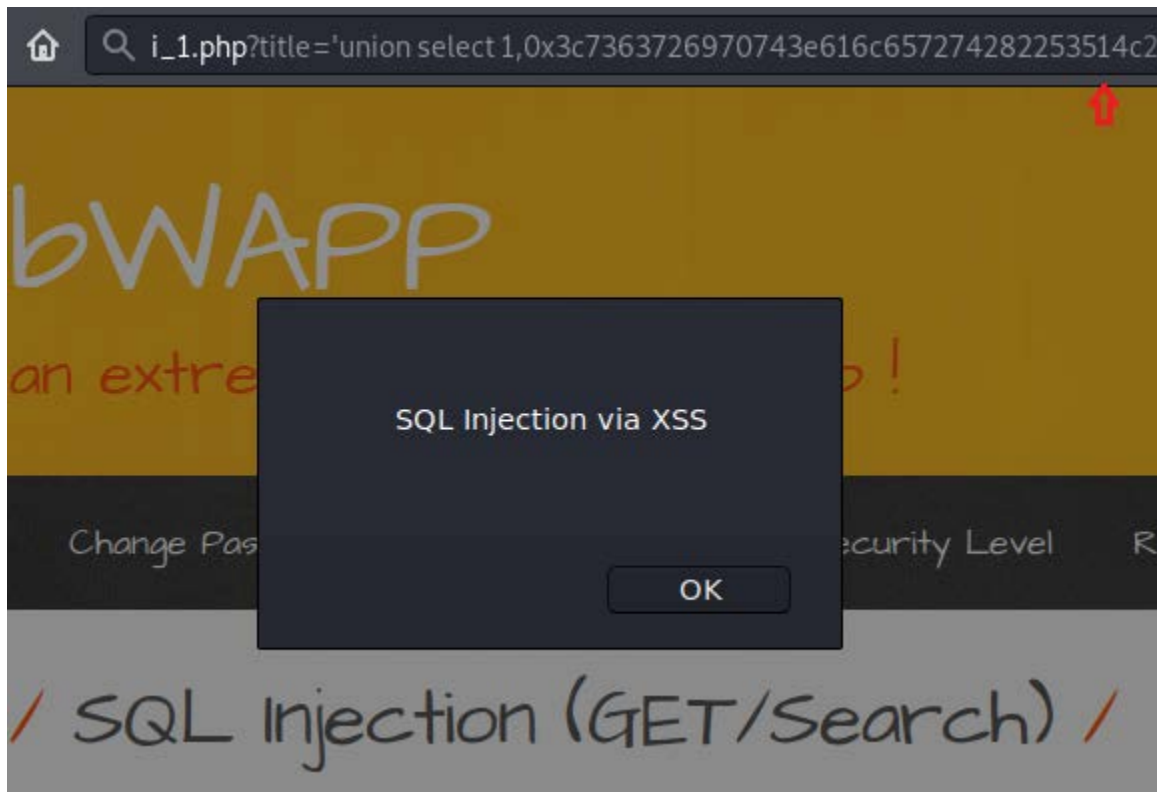 i_1.php?title='union select 1,0x3c7363726970743e616c657274282253514c2
bWAPP
an extre
!
SQL Injection via XSS
Change Pas
ecurity Level
R
OK
/ SQL Injection (GET/Search) /